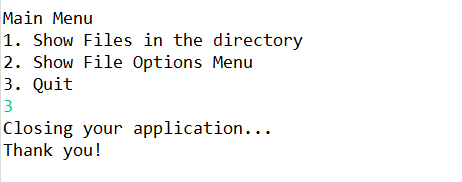 Main Menu
1. Show Files in the directory
2. Show File Options Menu
3. Quit
3
Closing your application...
Thank you!